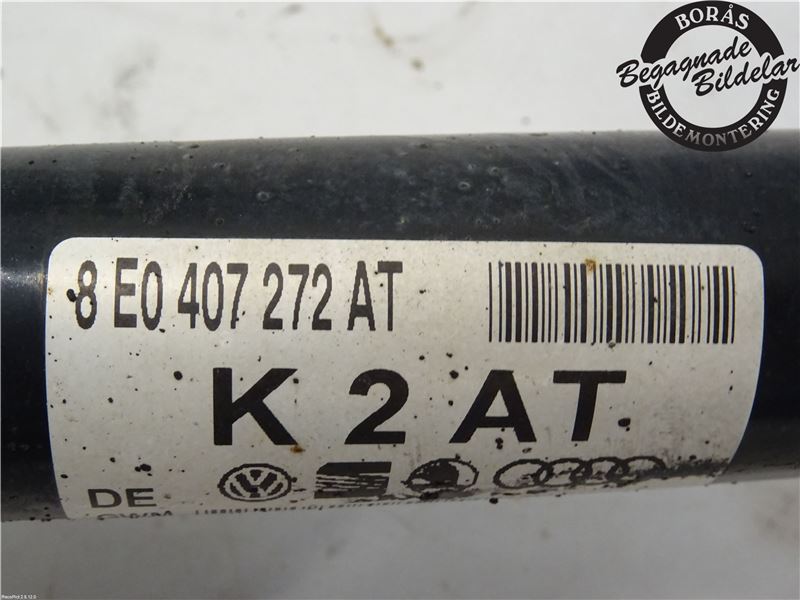 BORÅS
Begagnade
Bildelar
BILDEMONTERING
8 E0 407 272 AT
K 2 AT
DE